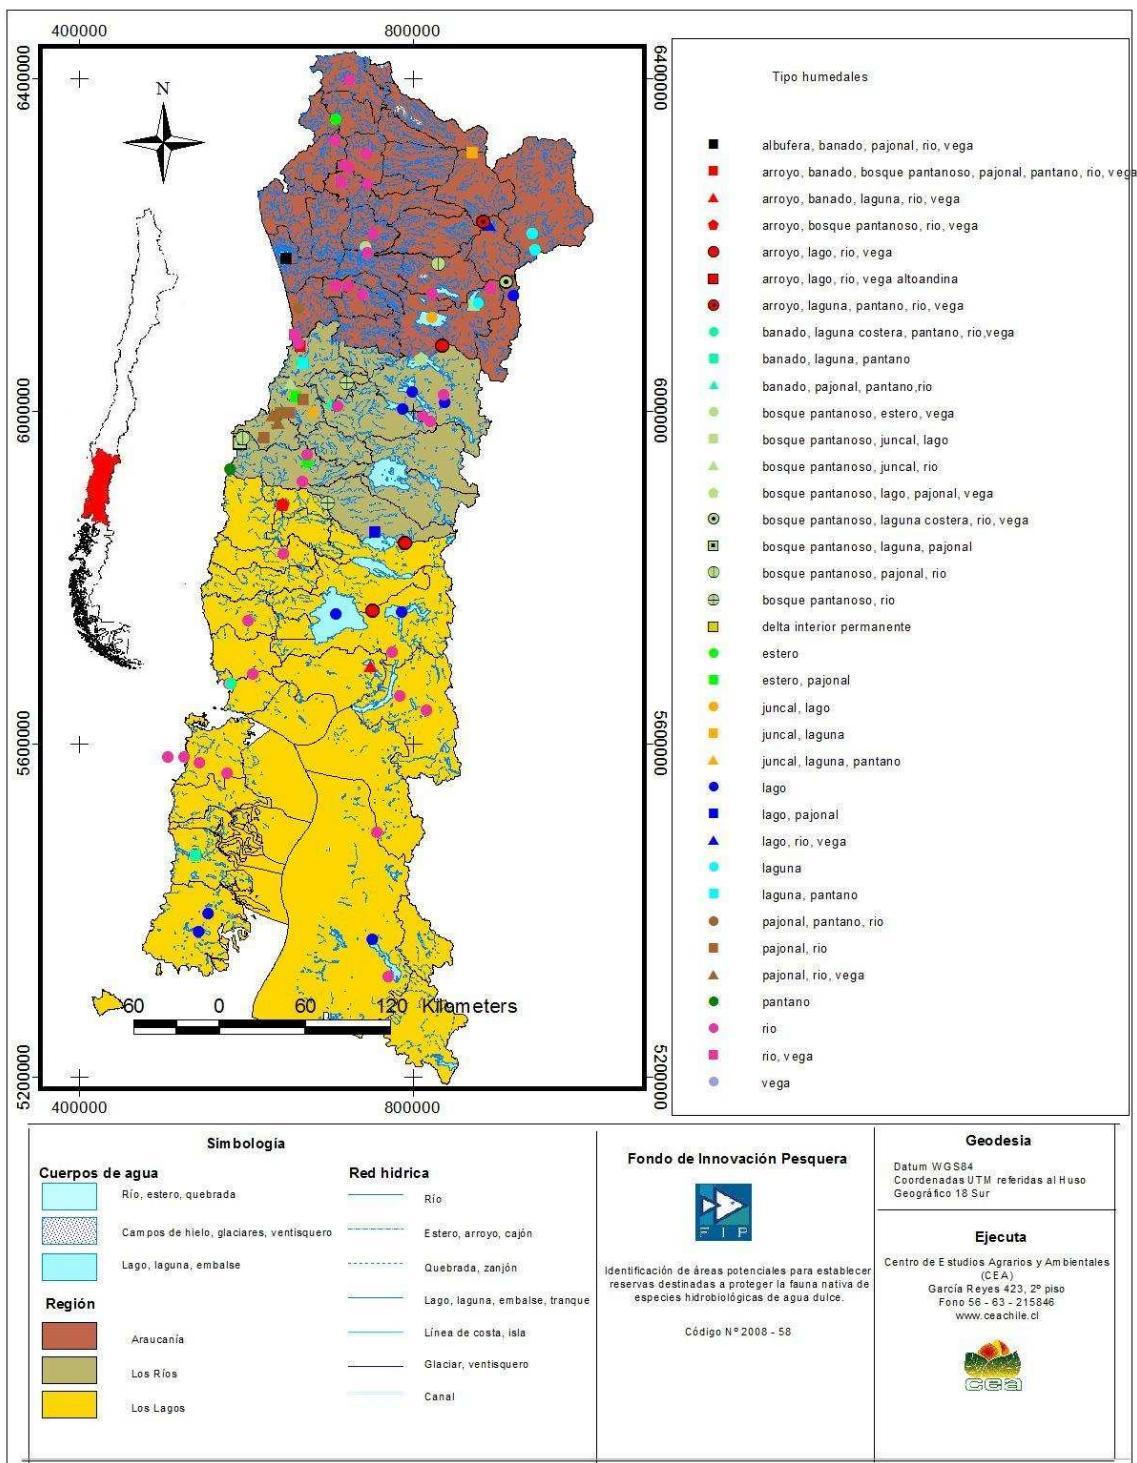 400000
800000
6400000
6400000
Tipo humedales
N
albufera, banado, pajonal, rio, vega
arroyo, banado, bosque pantanoso, pajonal, pantano, rio, vega
arroyo, banado, laguna, rio, vega
arroyo, bosque pantanoso, rio, vega
arroyo, lago, rio, vega
arroyo, lago, rio, vega altoandina
arroyo, laguna, pantano, rio, vega
banado, laguna costera, pantano, rio,vega
banado, laguna, pantano
banado, pajonal, pantano,rio
bosque pantanoso, estero, vega
bosque pantanoso, juncal, lago
bosque pantanoso, juncal, rio
bosque pantanoso, lago, pajonal, vega
bosque pantanoso, laguna costera, rio, vega
bosque pantanoso, laguna, pajonal
bosque pantanoso, pajonal, rio
bosque pantanoso, rio
delta interior permanente
estero
estero, pajonal
juncal, lago
juncal, laguna
juncal, laguna, pantano
lago
lago, pajonal
lago, rio, vega
laguna
laguna, pantano
pajonal, pantano, rio
pajonal, rio
pajonal, rio, vega
pantano
rio
rio, vega
vega
6000000
6000000
5600000
5600000
60 0 60 120 Kilometers
5200000
5200000
400000
800000
Simbología
Cuerpos de agua
Río, estero, quebrada
Campos de hielo, glaciares, ventisquero
Lago, laguna, embalse
Región
Araucanía
Los Ríos
Los Lagos
Red hidrica
Río
Estero, arroyo, cajón
Quebrada, zanjón
Lago, laguna, embalse, tranque
Línea de costa, isla
Glaciar, ventisquero
Canal
Fondo de Innovación Pesquera
FIP
Identificación de áreas potenciales para establecer
reservas destinadas a proteger la fauna nativa de
especies hidrobiológicas de agua dulce.
Código Nº 2008 - 58
Geodesia
Datum WGS84
Coordenadas UTM referidas al Huso
Geográfico 18 Sur
Ejecuta
Centro de Estudios Agrarios y Ambientales
(CEA)
García Reyes 423, 2º piso
Fono 56 - 63 - 215846
www.ceachile.cl
cea